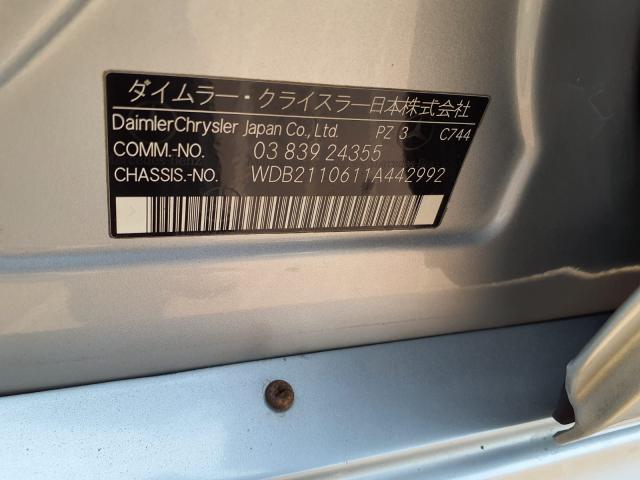 ダイムラー・クライスラー日本株式会社
DaimlerChrysler Japan Co., Ltd. PZ 3 C744
COMM.-NO. 03 839 24355
CHASSIS.-NO. WDB2110611A442992